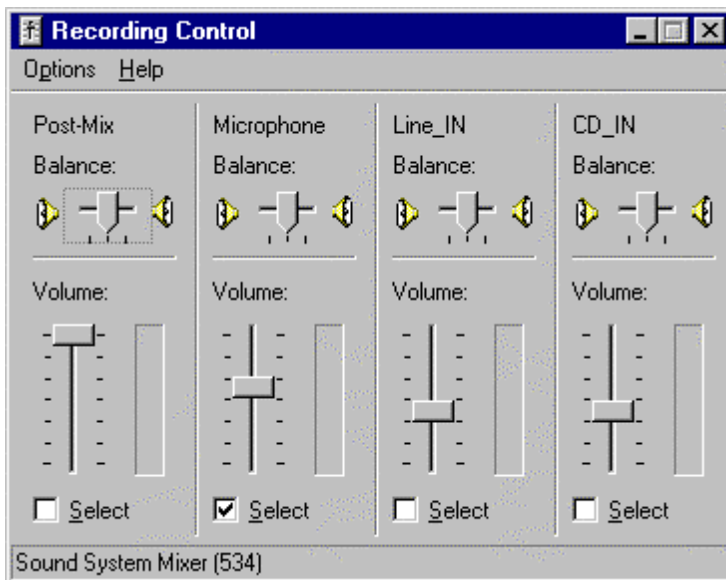 Recording Control
Options Help
Post-Mix
Balance:
Volume:
Select
Microphone
Balance:
Volume:
Select
Line_IN
Balance:
Volume:
Select
CD_IN
Balance:
Volume:
Select
Sound System Mixer (534)